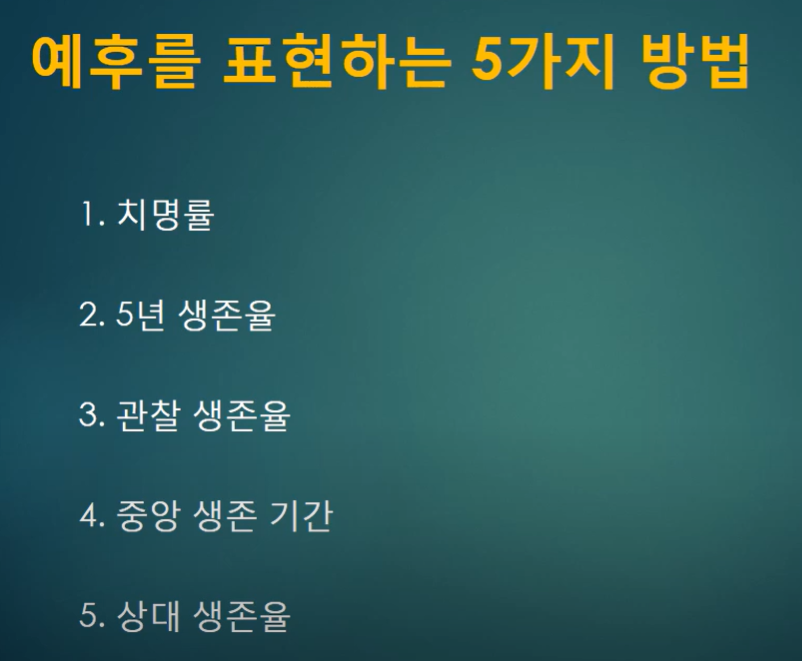 예후를 표현하는 5가지 방법
1. 치명률
2. 5년 생존율
3. 관찰 생존율
4. 중앙 생존 기간
5. 상대 생존율